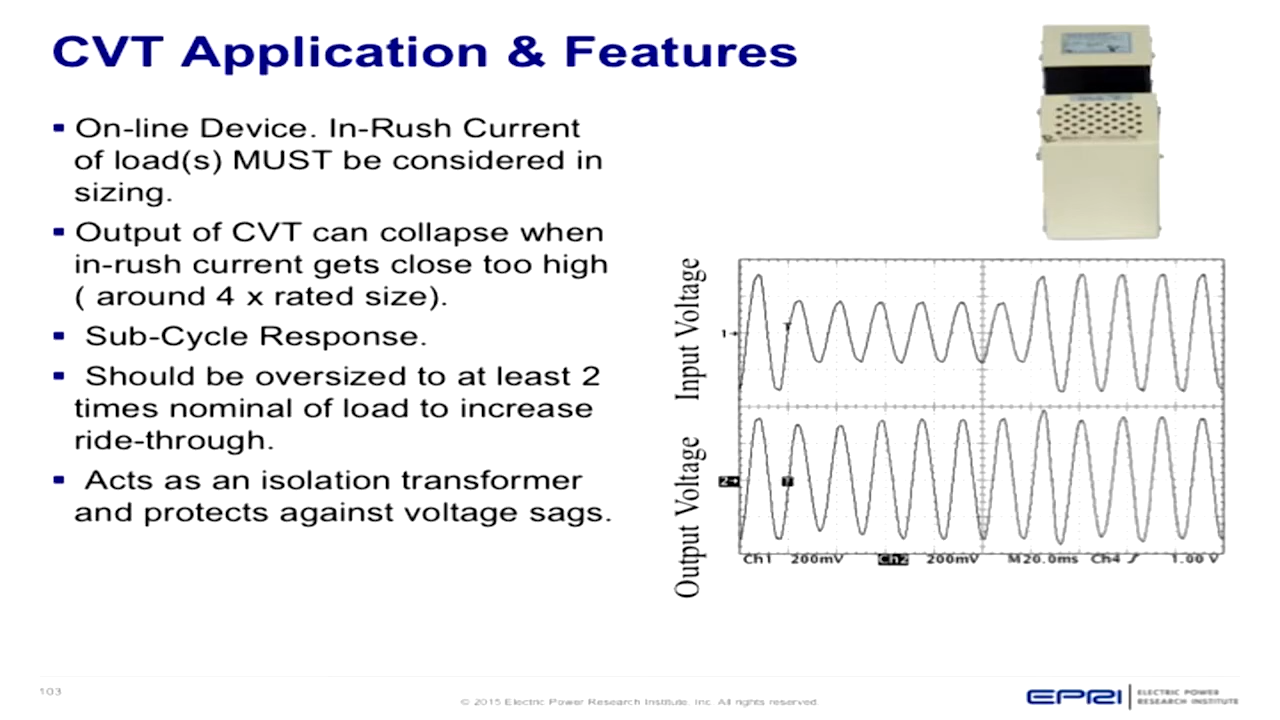 CVT Application & Features
▪ On-line Device. In-Rush Current
of load(s) MUST be considered in
sizing.
▪ Output of CVT can collapse when
in-rush current gets close too high
( around 4 x rated size).
▪ Sub-Cycle Response.
▪ Should be oversized to at least 2
times nominal of load to increase
ride-through.
▪ Acts as an isolation transformer
and protects against voltage sags.
Input Voltage
Output Voltage
1
T
2
T
Ch1 200mV Ch2 200mV M20.0ms Ch4 1.00 V
103
© 2015 Electric Power Research Institute, Inc. All rights reserved.
EPRI
ELECTRIC POWER
RESEARCH INSTITUTE